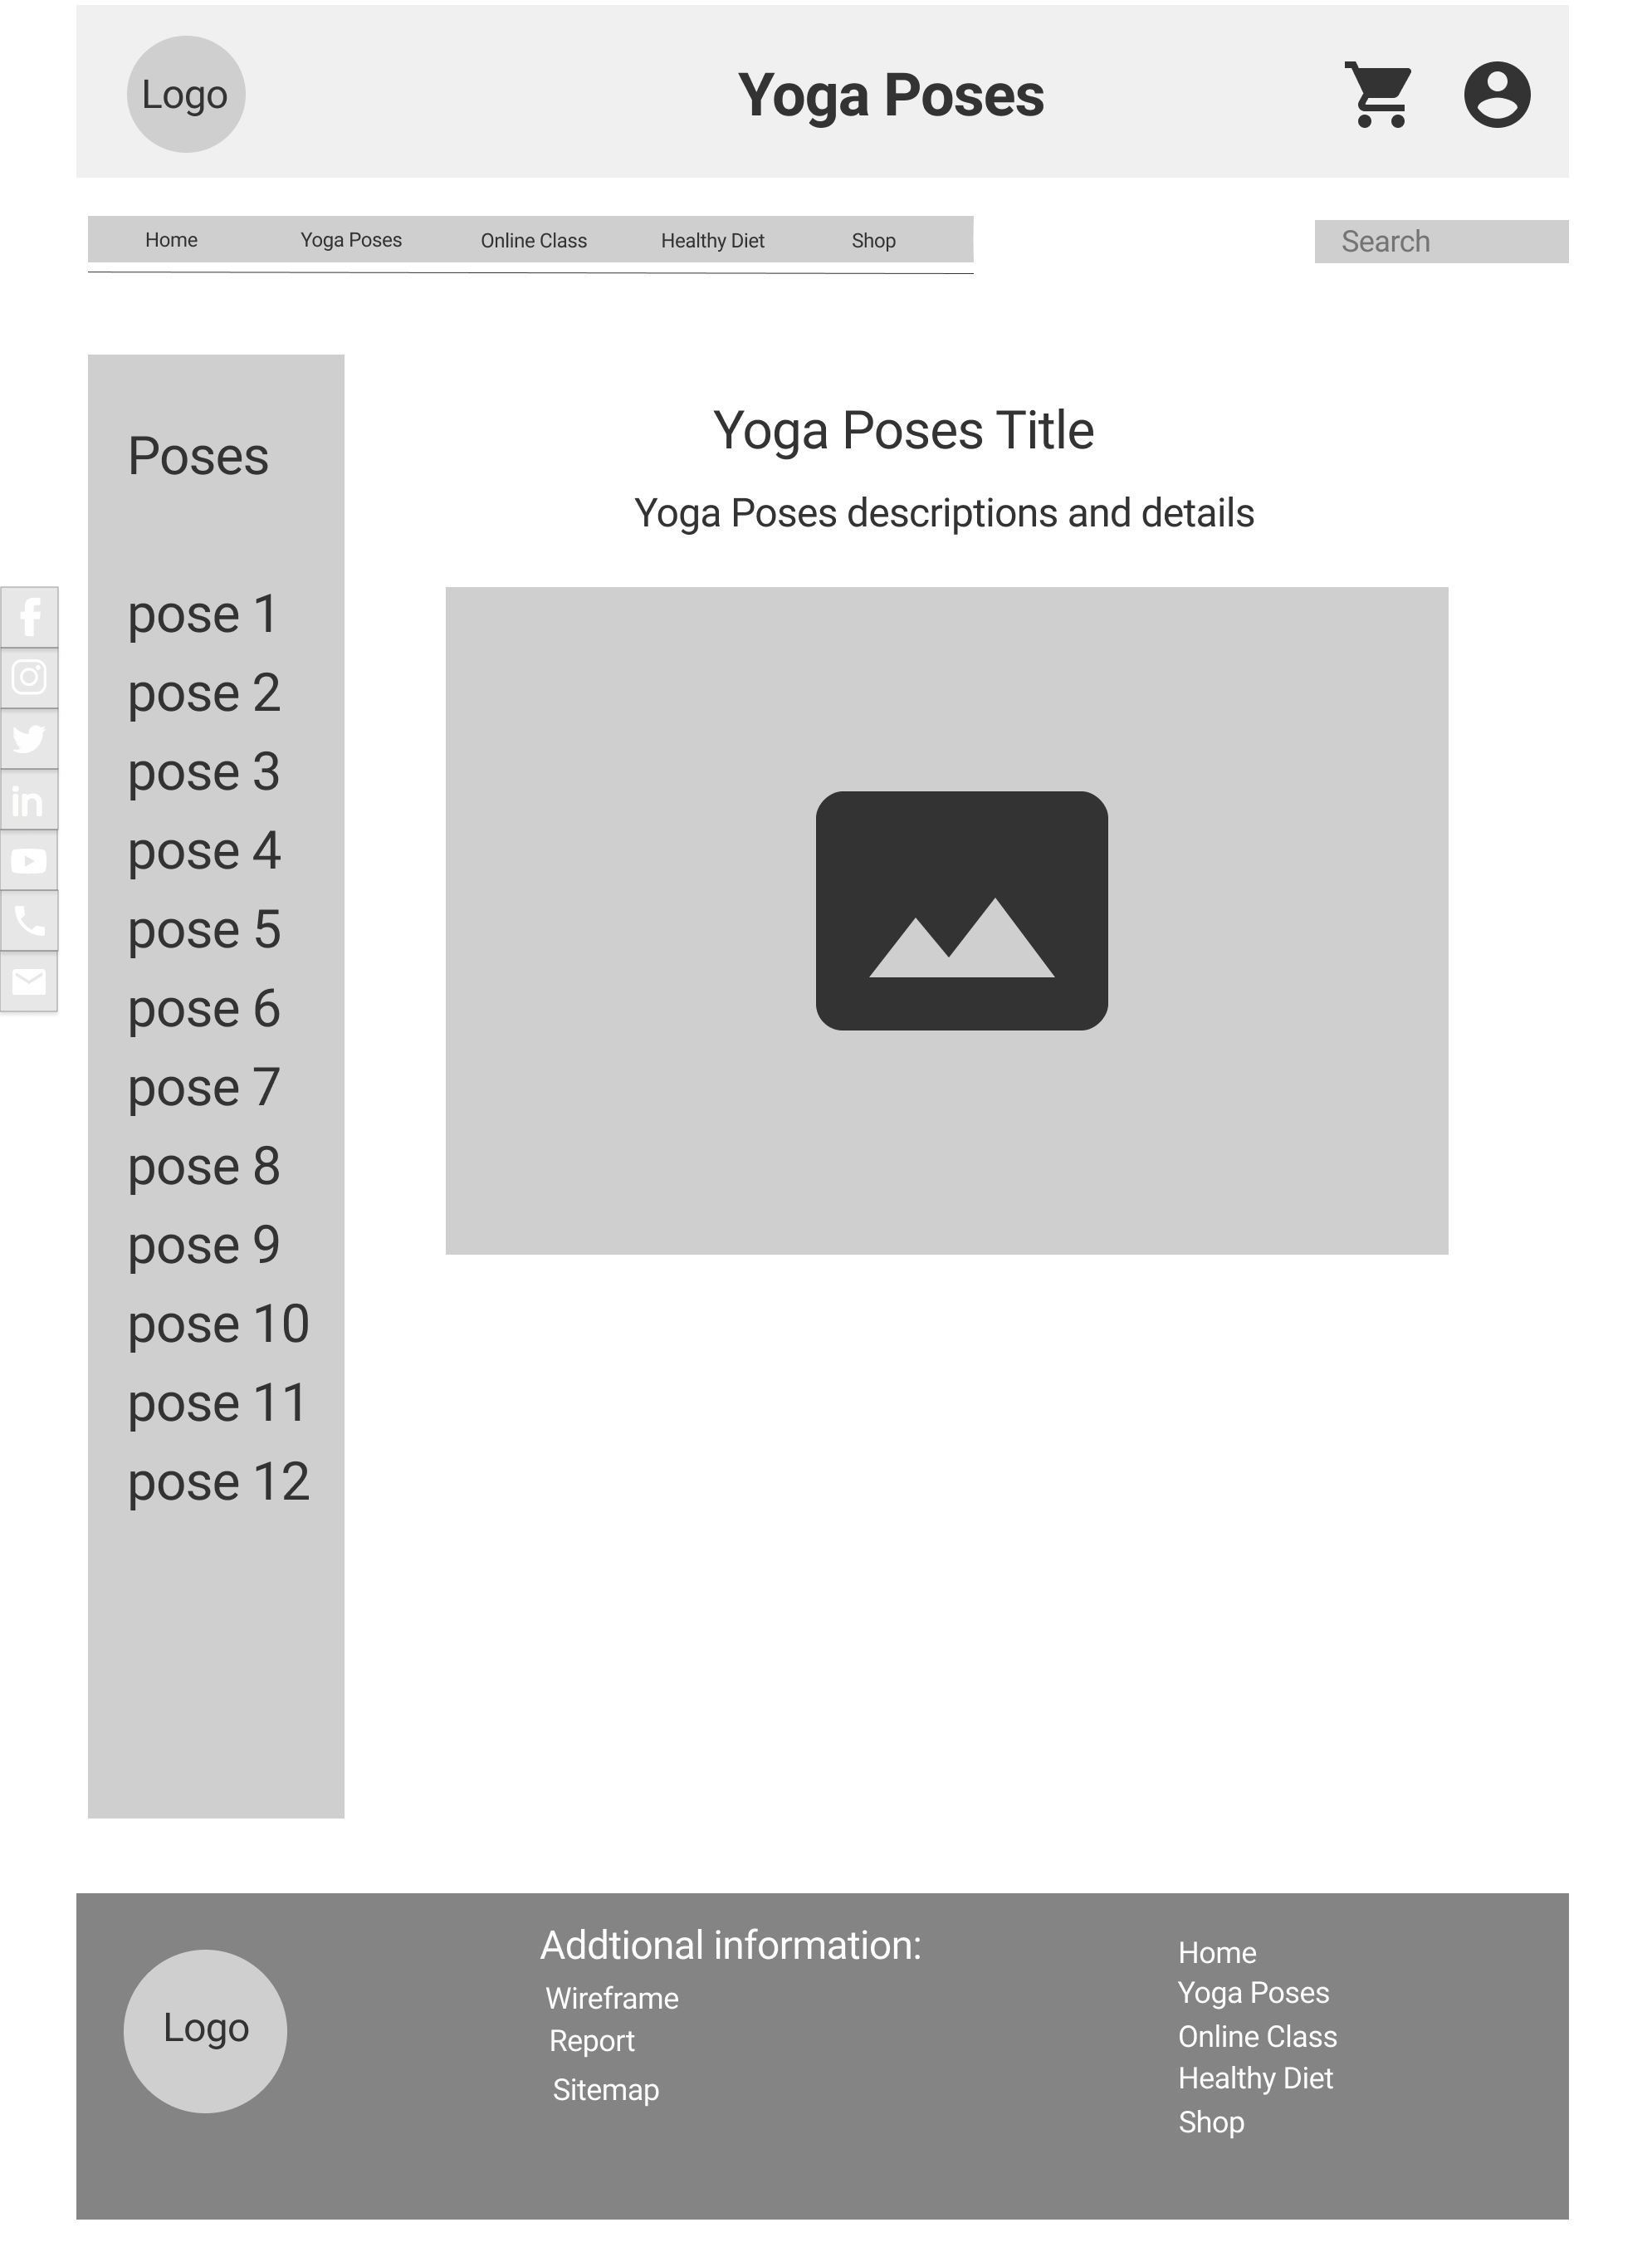 Logo
Yoga Poses
Home Yoga Poses Online Class Healthy Diet Shop
Search
Poses
pose 1
pose 2
pose 3
pose 4
pose 5
pose 6
pose 7
pose 8
pose 9
pose 10
pose 11
pose 12
Yoga Poses Title
Yoga Poses descriptions and details
Logo
Addtional information:
Wireframe
Report
Sitemap
Home
Yoga Poses
Online Class
Healthy Diet
Shop